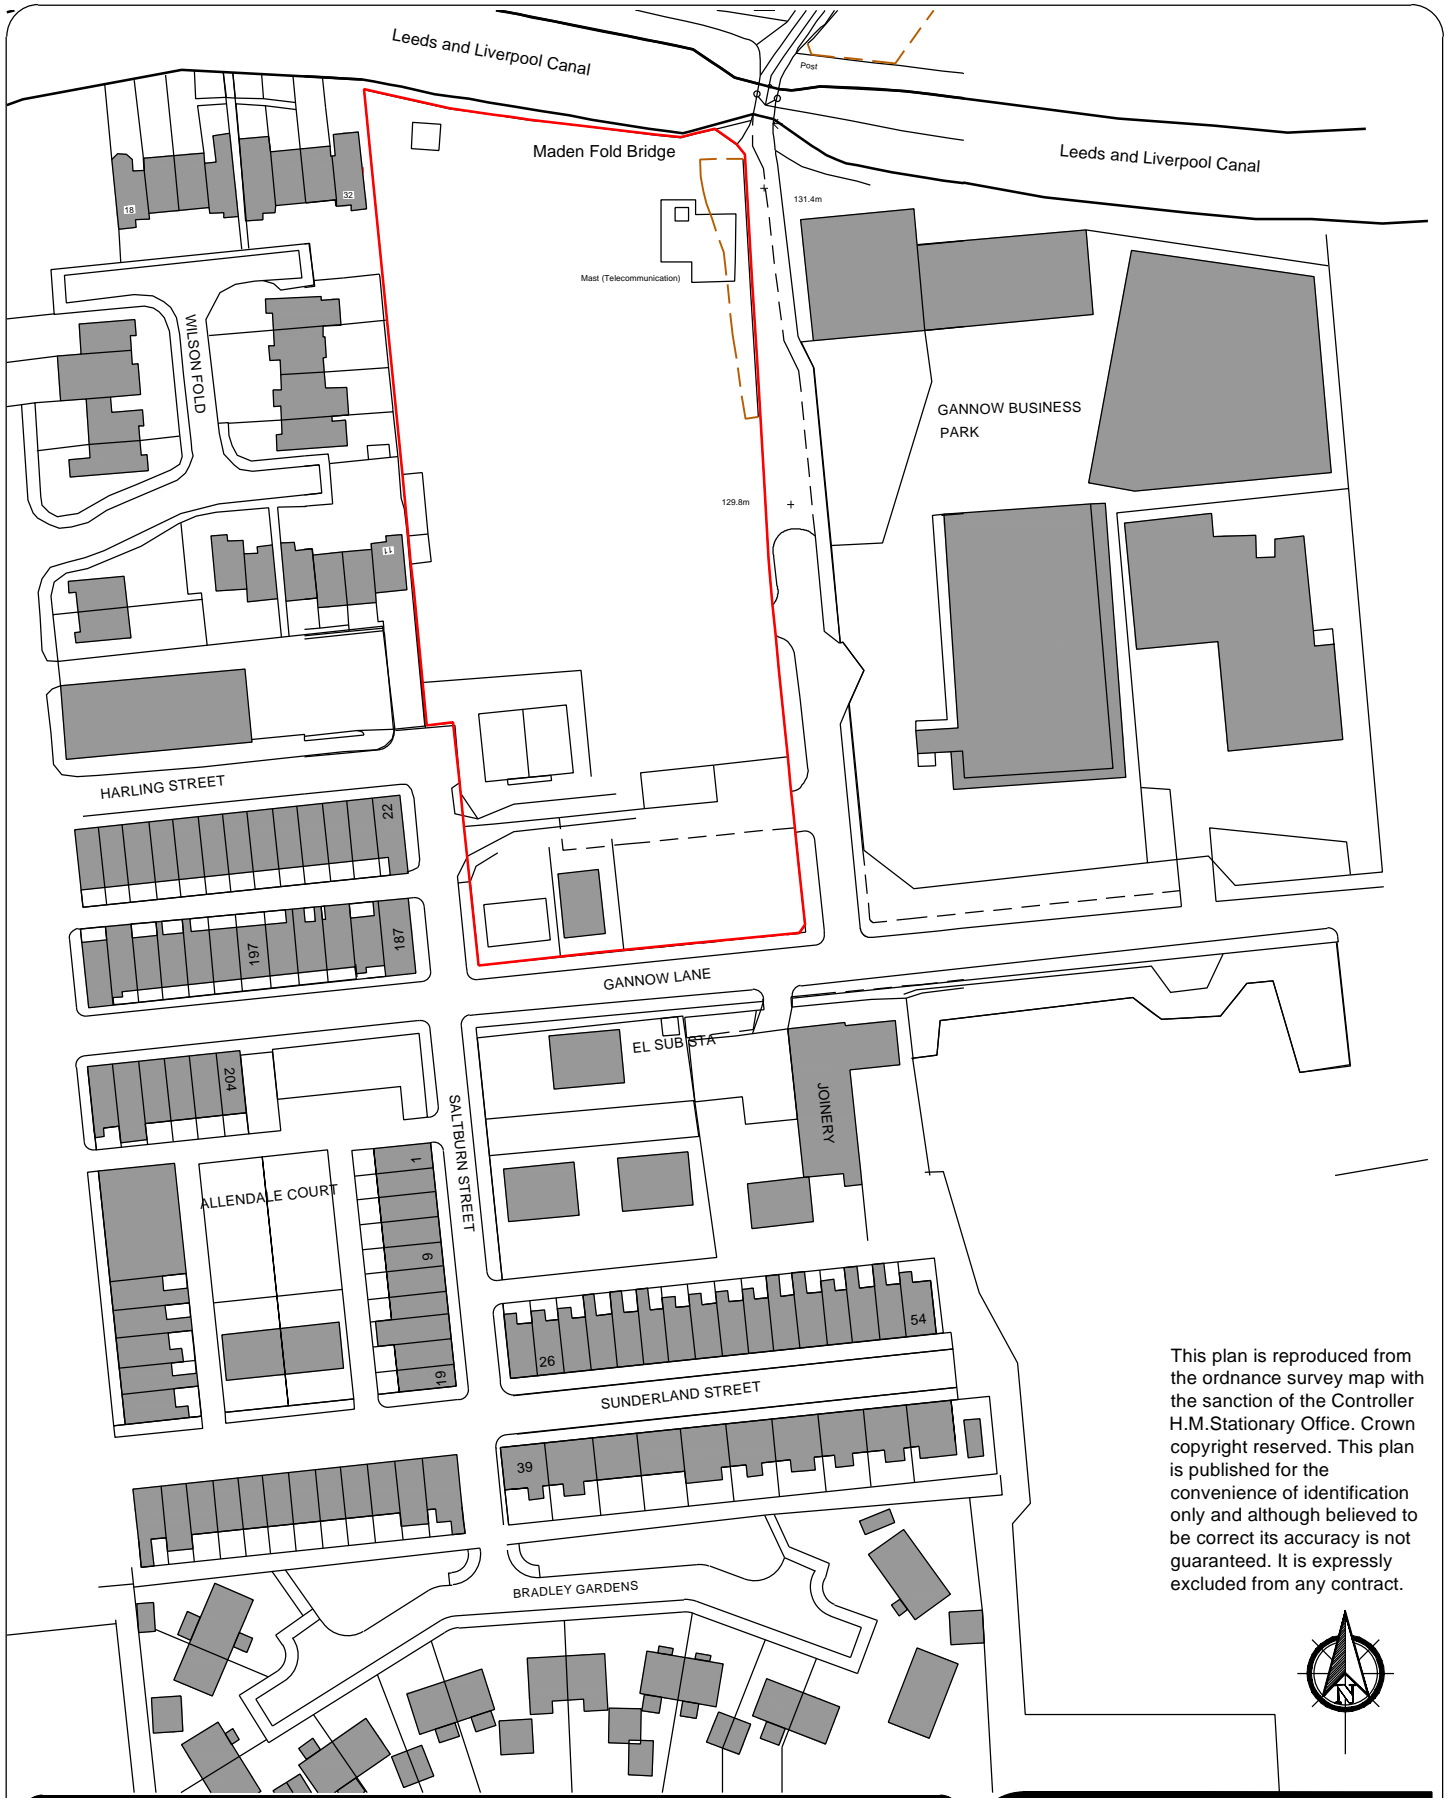 Leeds and Liverpool Canal
Post
Maden Fold Bridge
Leeds and Liverpool Canal
18
32
131.4m
Mast (Telecommunication)
WILSON FOLD
GANNOW BUSINESS
PARK
129.8m
11
HARLING STREET
22
197
187
GANNOW LANE
EL SUB STA
204
JOINERY
SALTBURN STREET
1
ALLENDALE COURT
9
19
26
54
SUNDERLAND STREET
39
BRADLEY GARDENS
This plan is reproduced from
the ordnance survey map with
the sanction of the Controller
H.M.Stationary Office. Crown
copyright reserved. This plan
is published for the
convenience of identification
only and although believed to
be correct its accuracy is not
guaranteed. It is expressly
excluded from any contract.
N